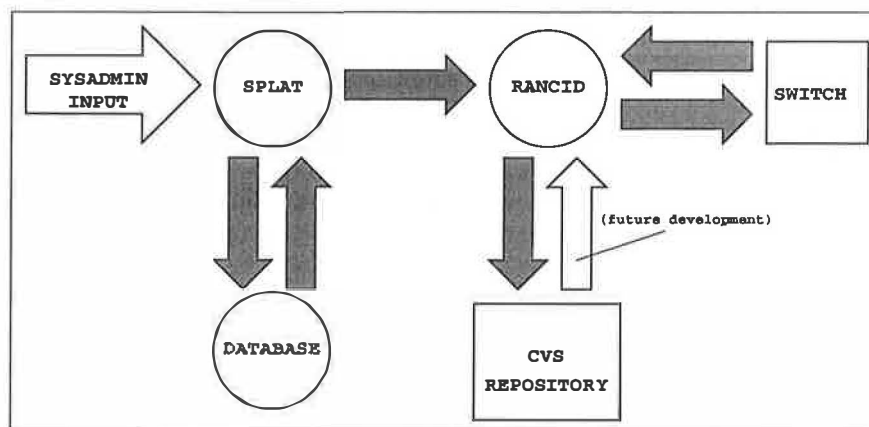 SYSADMIN
INPUT
SPLAT
RANCID
SWITCH
(future development)
DATABASE
CVS
REPOSITORY